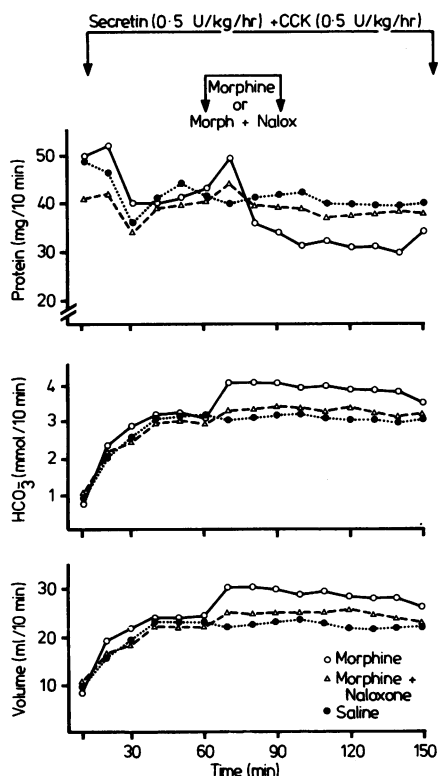 Secretin (0·5 U/kg/hr) +CCK (0·5 U/kg/hr)
Morphine
or
Morph + Nalox
Protein (mg/10 min)
50
40
30
20
HCO₃̄ (mmol/10 min)
4
3
2
1
Volume (ml/10 min)
30
20
10
Morphine
Morphine +
Naloxone
Saline
30
60
90
120
150
Time (min)